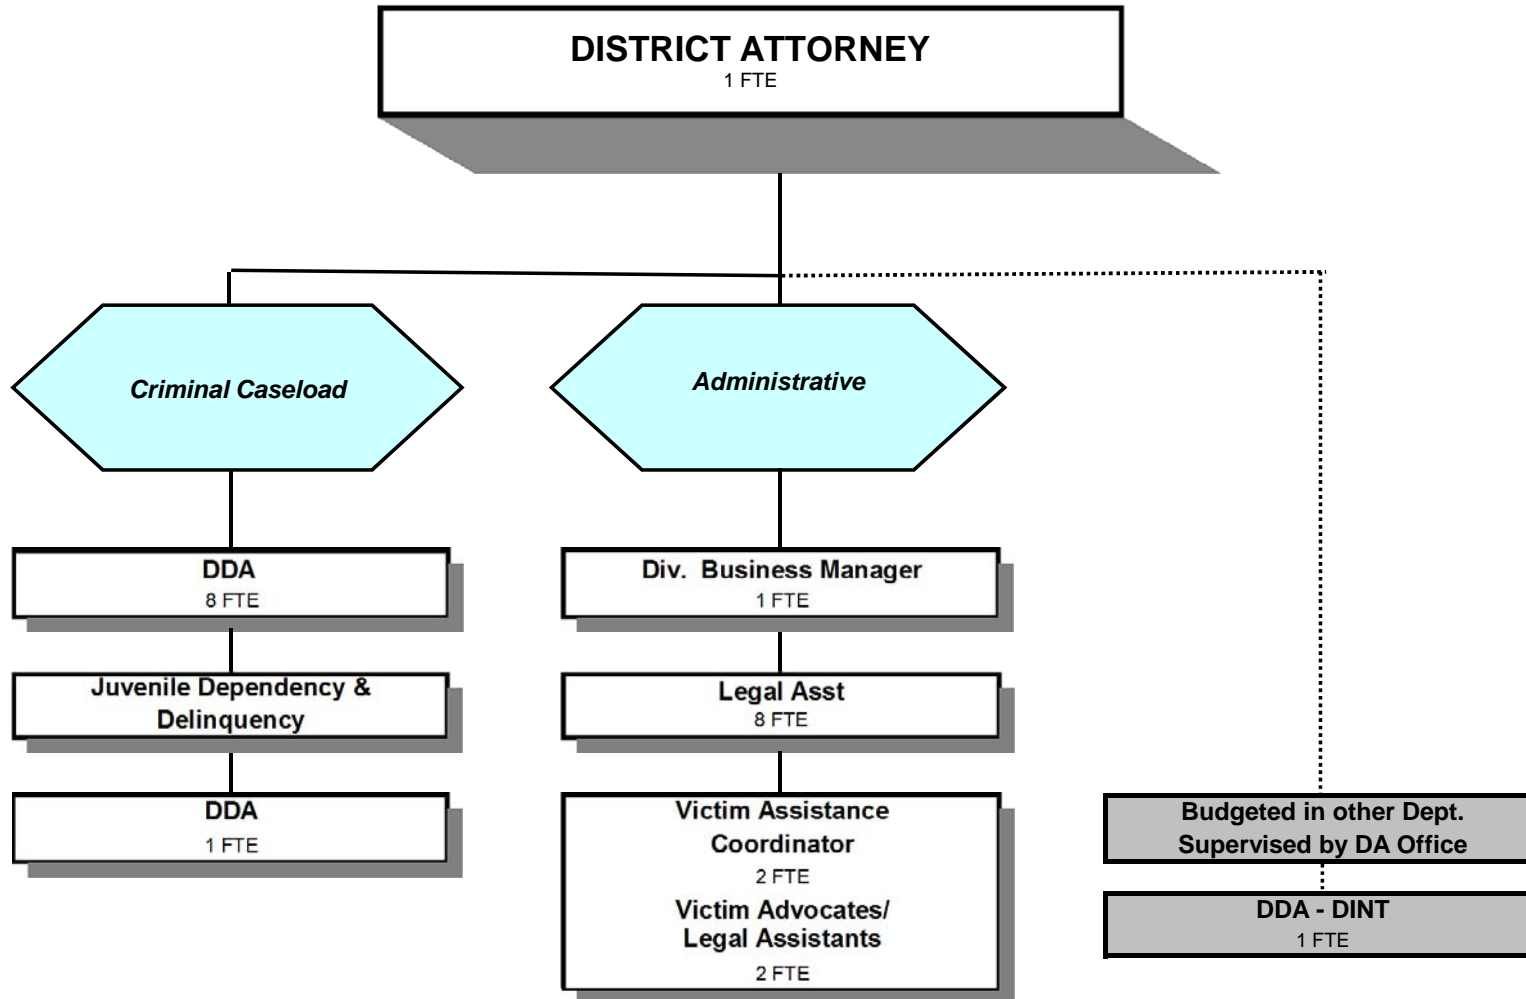 DISTRICT ATTORNEY
1 FTE
Criminal Caseload
Administrative
DDA
8 FTE
Juvenile Dependency &
Delinquency
DDA
1 FTE
Div. Business Manager
1 FTE
Legal Asst
8 FTE
Victim Assistance
Coordinator
2 FTE
Victim Advocates/
Legal Assistants
2 FTE
Budgeted in other Dept.
Supervised by DA Office
DDA - DINT
1 FTE